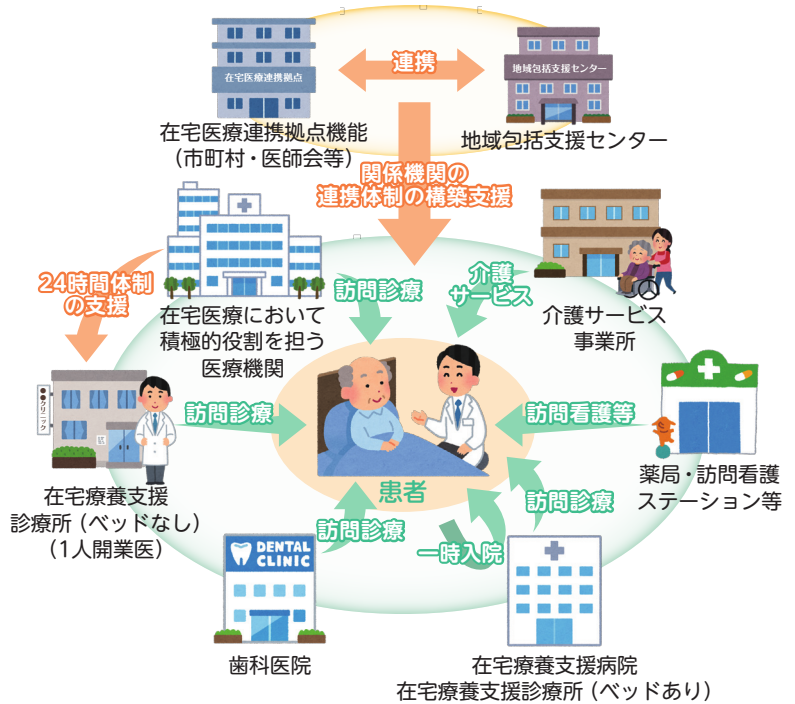 在宅医療連携拠点
連携
地域包括支援センター
在宅医療連携拠点機能
（市町村・医師会等）
地域包括支援センター
関係機関の
連携体制の構築支援
24時間体制
の支援
訪問診療
介護
サービス
在宅医療において
積極的役割を担う
医療機関
介護サービス
事業所
●●クリニック
訪問診療
訪問看護等
患者
在宅療養支援
診療所（ベッドなし）
（1人開業医）
薬局・訪問看護
ステーション等
訪問診療
訪問診療
一時入院
DENTAL
CLINIC
歯科医院
在宅療養支援病院
在宅療養支援診療所（ベッドあり）